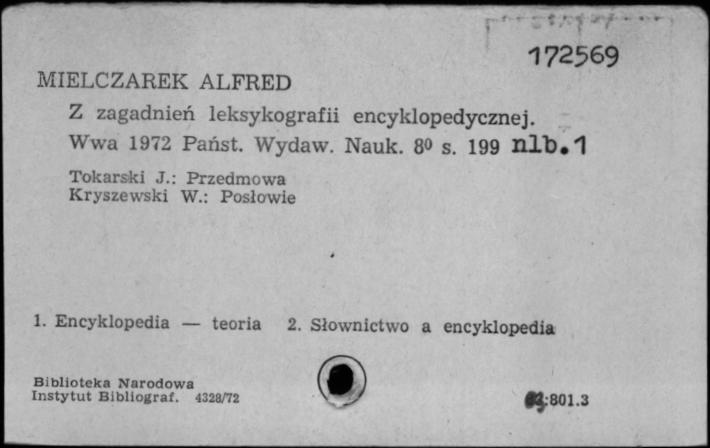 172569
MIELCZAREK ALFRED
Z zagadnień leksykografii encyklopedycznej.
Wwa 1972 Państ. Wydaw. Nauk. 8⁰ s. 199 nlb.1
Tokarski J.: Przedmowa
Kryszewski W.: Posłowie
1. Encyklopedia — teoria 2. Słownictwo a encyklopedia
Biblioteka Narodowa
Instytut Bibliograf. 4328/72
:801.3